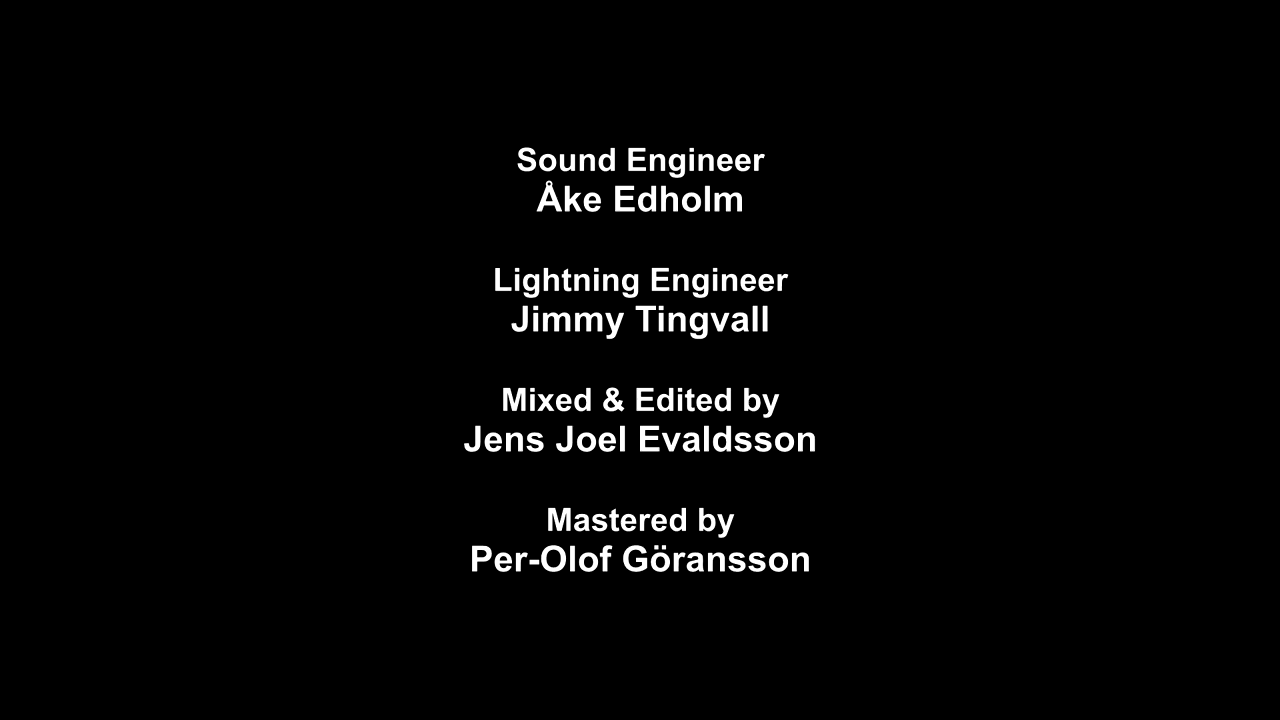 Sound Engineer
Åke Edholm
Lightning Engineer
Jimmy Tingvall
Mixed & Edited by
Jens Joel Evaldsson
Mastered by
Per-Olof Göransson